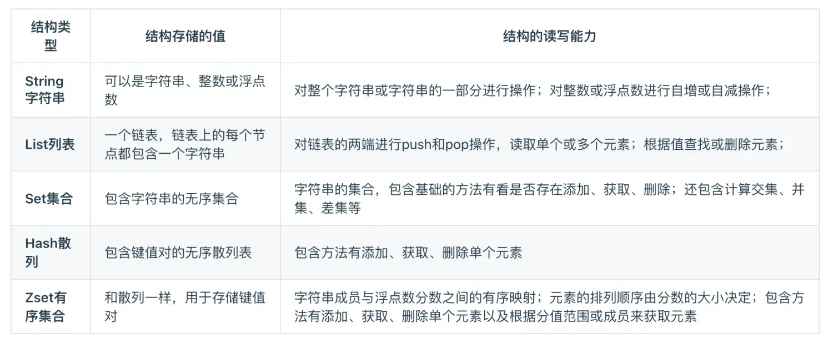 结构类型
结构存储的值
结构的读写能力
String
字符串
可以是字符串、整数或浮点
数
对整个字符串或字符串的一部分进行操作；对整数或浮点数进行自增或自减操作；
List列表
一个链表，链表上的每个节
点都包含一个字符串
对链表的两端进行push和pop操作，读取单个或多个元素；根据值查找或删除元素；
Set集合
包含字符串的无序集合
字符串的集合，包含基础的方法有看是否存在添加、获取、删除；还包含计算交集、并
集、差集等
Hash散
列
包含键值对的无序散列表
包含方法有添加、获取、删除单个元素
Zset有
序集合
和散列一样，用于存储键值
对
字符串成员与浮点数分数之间的有序映射；元素的排列顺序由分数的大小决定；包含方
法有添加、获取、删除单个元素以及根据分值范围或成员来获取元素